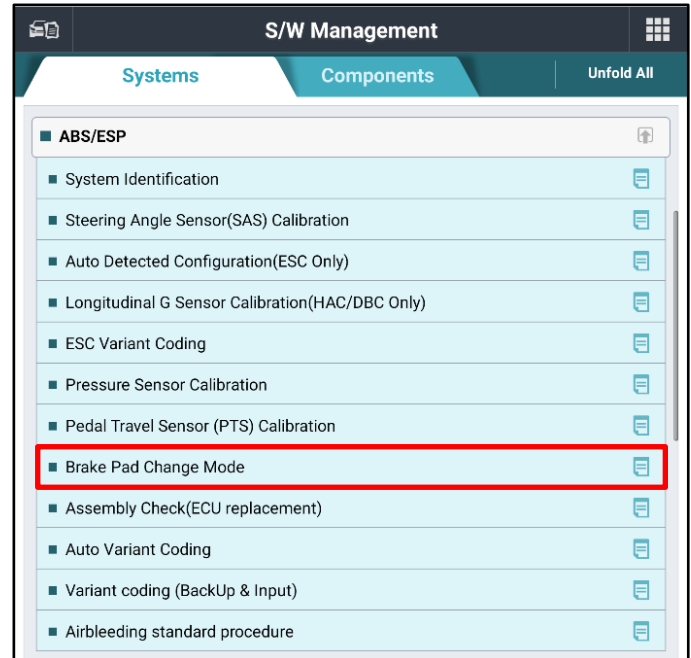 S/W Management
Systems
Components
Unfold All
ABS/ESP
System Identification
Steering Angle Sensor(SAS) Calibration
Auto Detected Configuration(ESC Only)
Longitudinal G Sensor Calibration(HAC/DBC Only)
ESC Variant Coding
Pressure Sensor Calibration
Pedal Travel Sensor (PTS) Calibration
Brake Pad Change Mode
Assembly Check(ECU replacement)
Auto Variant Coding
Variant coding (BackUp & Input)
Airbleeding standard procedure